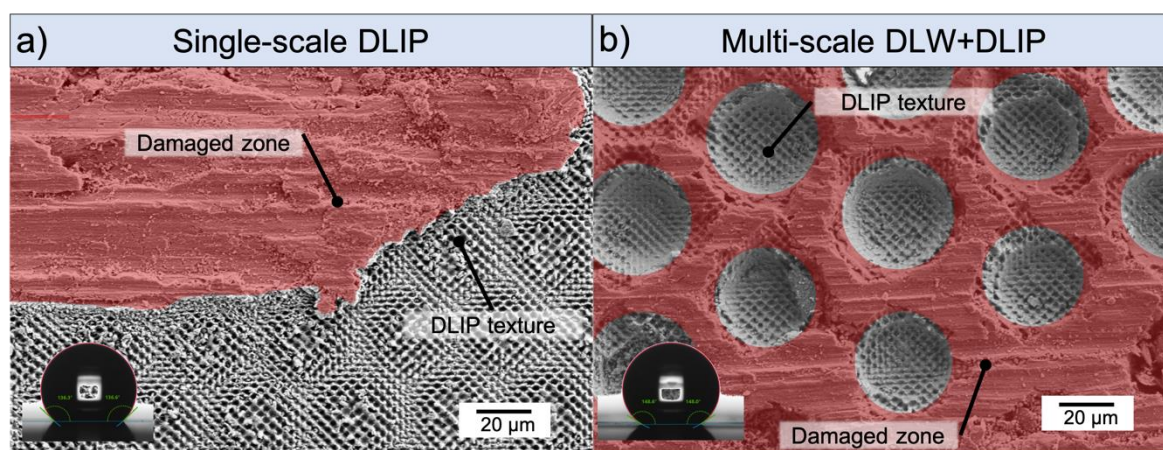 a) Single-scale DLIP
b) Multi-scale DLW+DLIP
Damaged zone
DLIP texture
20 µm
DLIP texture
Damaged zone
20 µm